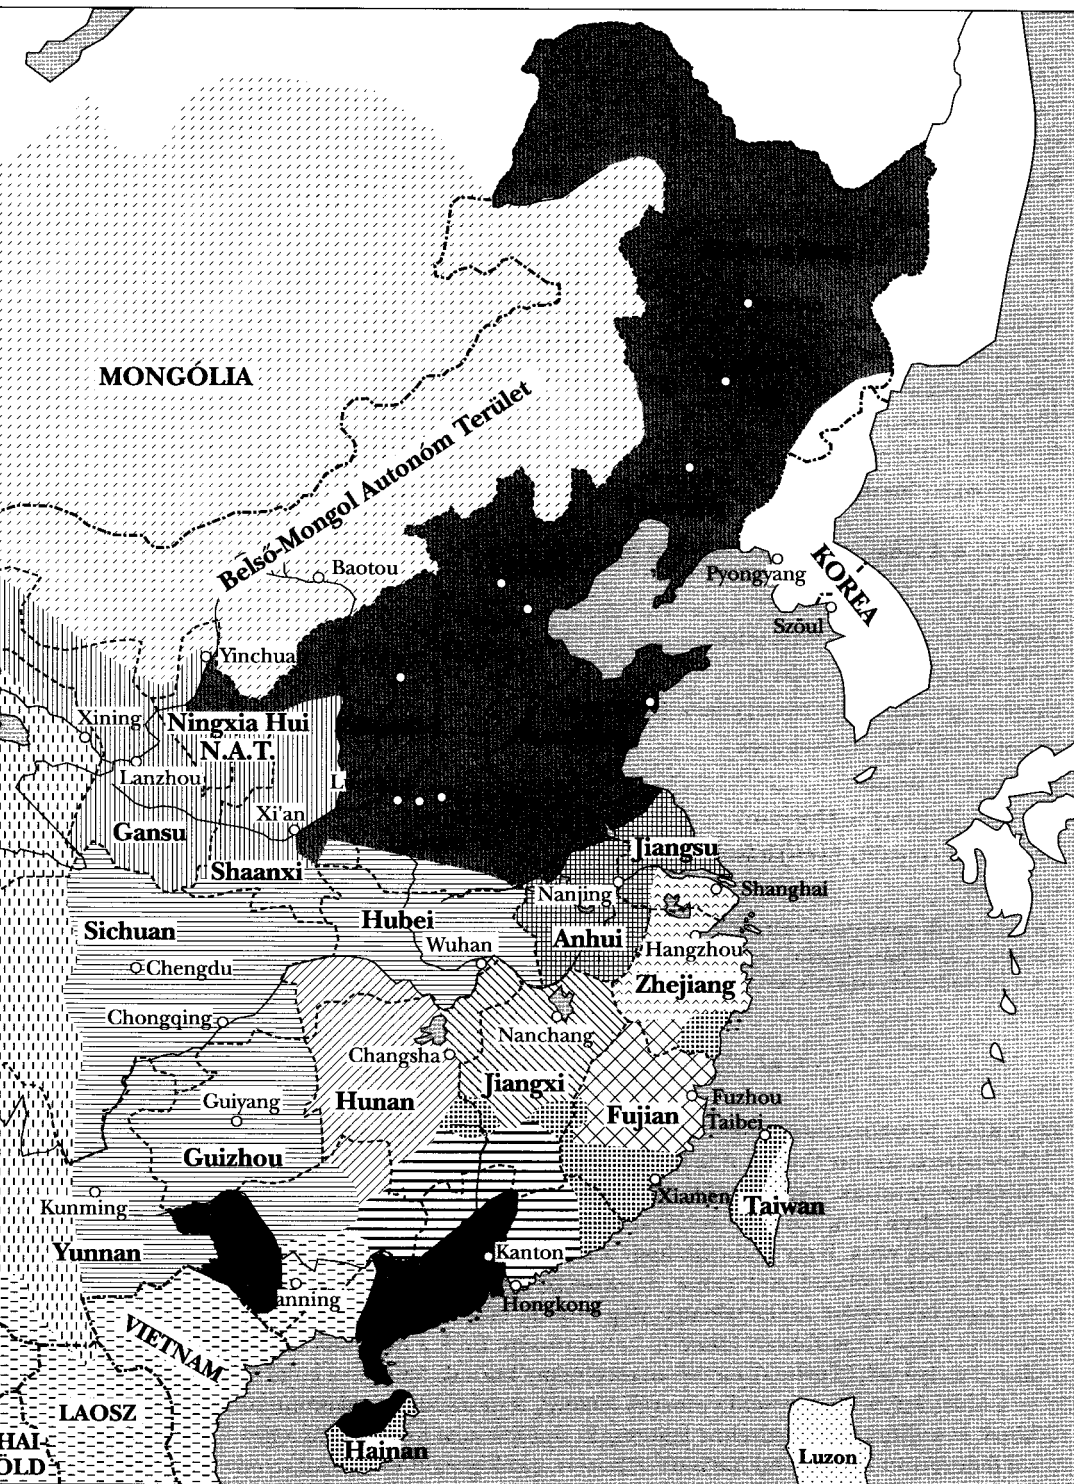 MONGÓLIA
Belső-Mongol Autonóm Terület
Baotou
Pyongyang
KOREA
Szöul
Yinchua
Xining
Ningxia Hui
N.A.T.
Lanzhou
L
Xi'an
Gansu
Shaanxi
Jiangsu
Nanjing
Shanghai
Hubei
Sichuan
Anhui
Wuhan
Hangzhou
Chengdu
Zhejiang
Chongqing
Nanchang
Changsha
Jiangxi
Guiyang
Hunan
Fuzhou
Fujian
Taibei
Guizhou
Xiamen
Kunming
Taiwan
Yunnan
Kanton
anning
Hongkong
VIETNAM
LAOSZ
HAI-
ÖLD
Hainan
Luzon